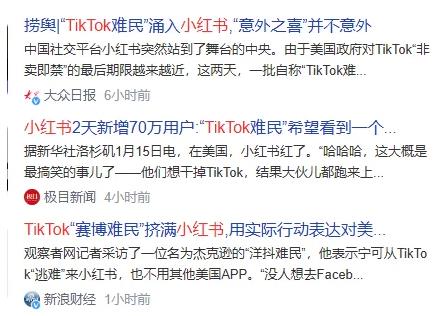 捞舆|“TikTok难民”涌入小红书,“意外之喜”并不意外
中国社交平台小红书突然站到了舞台的中央。由于美国政府对TikTok“非
卖即禁”的最后期限越来越近，这两天，一批自称“TikTok难...
大众日报 6小时前
小红书2天新增70万用户:“TikTok难民”希望看到一个...
据新华社洛杉矶1月15日电，在美国，小红书红了。“哈哈哈，这大概是
最搞笑的事儿了——他们想干掉TikTok，结果大伙儿都跑来上...
极目新闻 4小时前
TikTok“赛博难民”挤满小红书,用实际行动表达对美...
观察者网记者采访了一位名为杰克逊的“洋抖难民”，他表示宁可从TikTo
k“逃难”来小红书，也不用其他美国APP。“没人想去Faceb...
新浪财经 1小时前